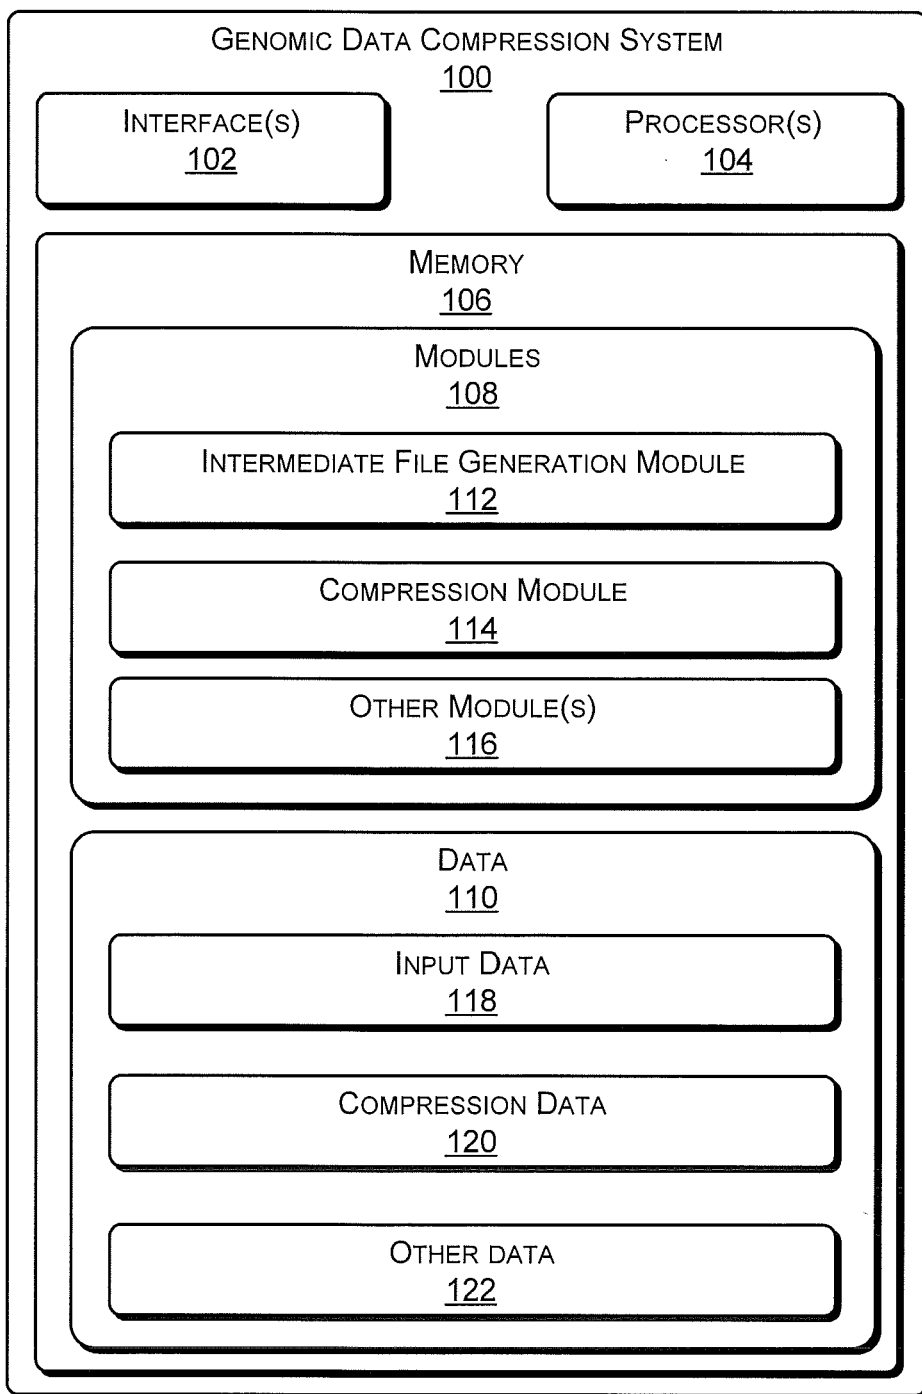 GENOMIC DATA COMPRESSION SYSTEM
100
INTERFACE(S)
102
PROCESSOR(S)
104
MEMORY
106
MODULES
108
INTERMEDIATE FILE GENERATION MODULE
112
COMPRESSION MODULE
114
OTHER MODULE(S)
116
DATA
110
INPUT DATA
118
COMPRESSION DATA
120
OTHER DATA
122